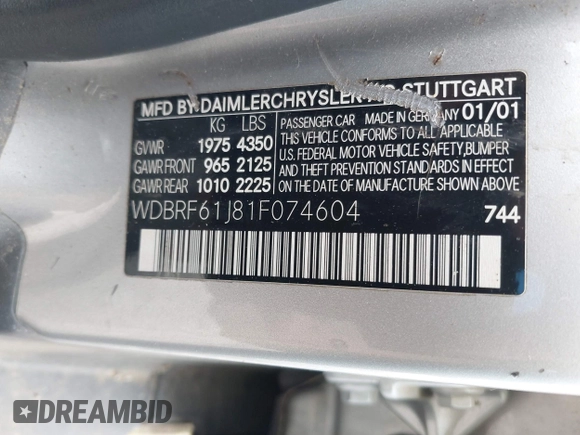 MFD BY DAIMLERCHRYSLER STUTTGART
KG LBS
GVWR 1975 4350
GAWR FRONT 965 2125
GAWR REAR 1010 2225
PASSENGER CAR MADE IN GERMANY 01/01
THIS VEHICLE CONFORMS TO ALL APPLICABLE
U.S. FEDERAL MOTOR VEHICLE SAFETY, BUMPER
AND THEFT PREVENTION STANDARDS IN EFFECT
ON THE DATE OF MANUFACTURE SHOWN ABOVE.
WDBRF61J81F074604 744
DREAMBID